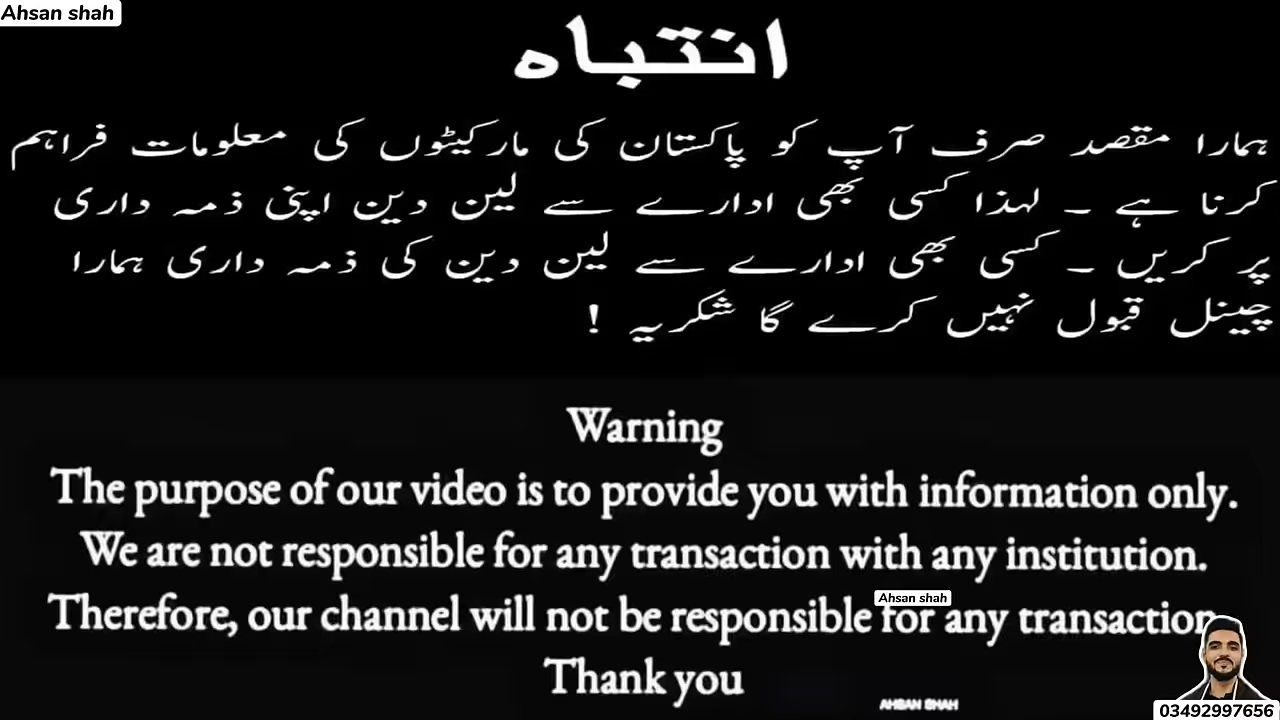 Ahsan shah
انتباہ
ہمارا مقصد صرف آپ کو پاکستان کی مارکیٹوں کی معلومات فراہم
کرنا ہے ۔ لہذا کسی بھی ادارے سے لین دین اپنی ذمہ داری
پر کریں ۔ کسی بھی ادارے سے لین دین کی ذمہ داری ہمارا
چینل قبول نہیں کرے گا شکریہ !
Warning
The purpose of our video is to provide you with information only.
We are not responsible for any transaction with any institution.
Ahsan shah
Therefore, our channel will not be responsible for any transaction
Thank you
AHSAN SHAH
03492997656